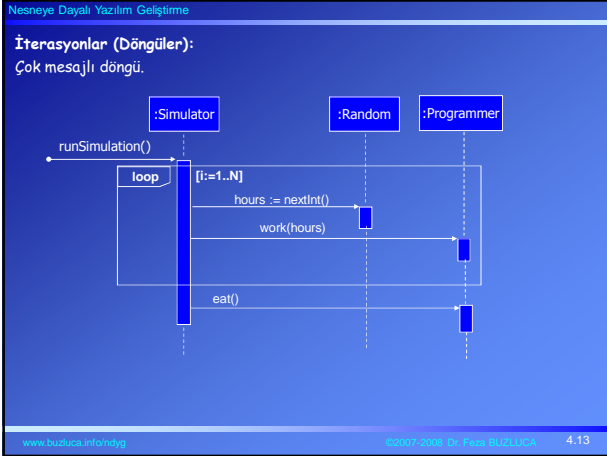 Nesneye Dayalı Yazılım Geliştirme
İterasyonlar (Döngüler):
Çok mesajlı döngü.
:Simulator
:Random
:Programmer
runSimulation()
loop
[i:=1..N]
hours := nextInt()
work(hours)
eat()
www.buzluca.info/ndyg
©2007-2008 Dr. Feza BUZLUCA
4.13